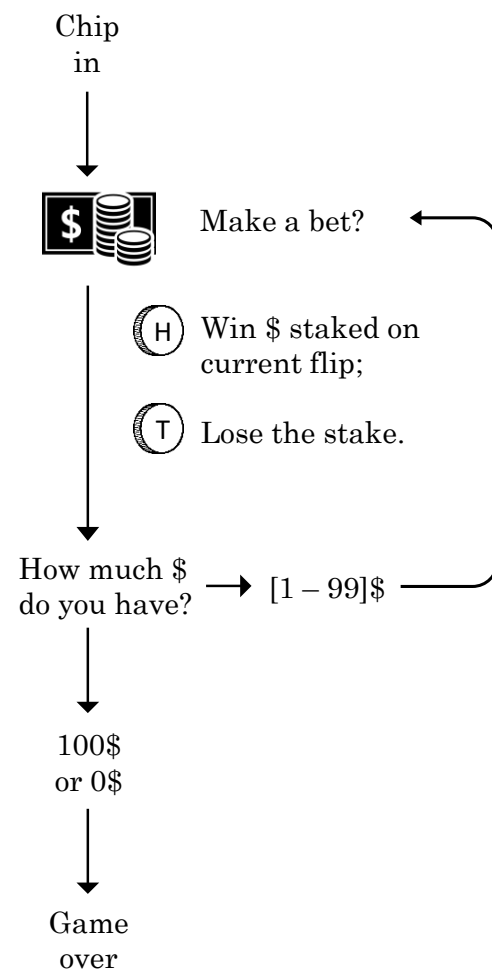 Chip
in
$
Make a bet?
H
Win $ staked on
current flip;
T
Lose the stake.
How much $
do you have?
[1 – 99]$
100$
or 0$
Game
over